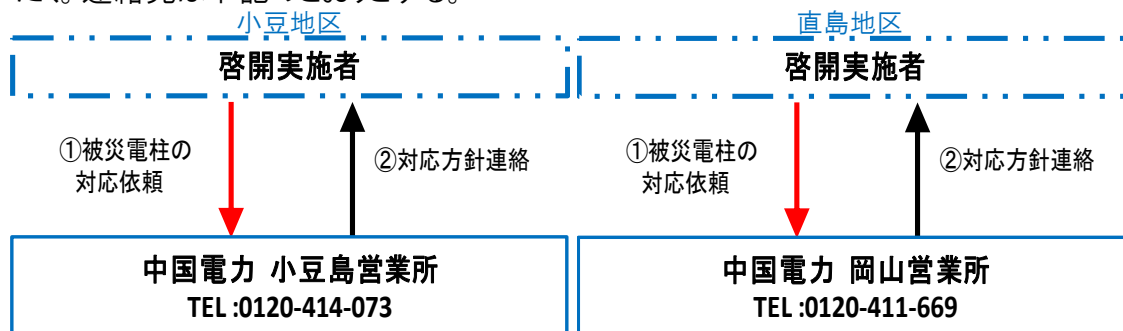 小豆地区
啓開実施者
①被災電柱の
対応依頼
②対応方針連絡
中国電力 小豆島営業所
TEL:0120-414-073
直島地区
啓開実施者
①被災電柱の
対応依頼
②対応方針連絡
中国電力 岡山営業所
TEL:0120-411-669